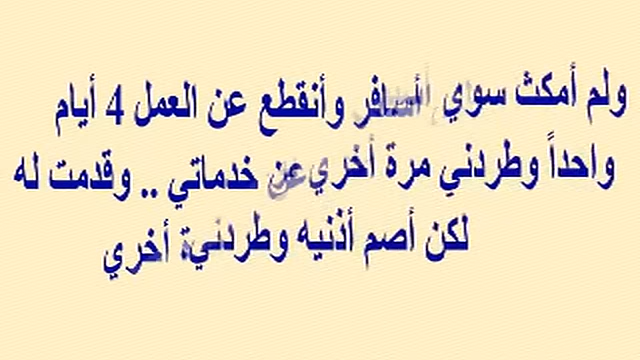 ولم أمكث سوي أسافر وأنقطع عن العمل 4 أيام
واحداً وطردني مرة أخري عن خدماتي .. وقدمت له
لكن أصم أذنيه وطردني أخري